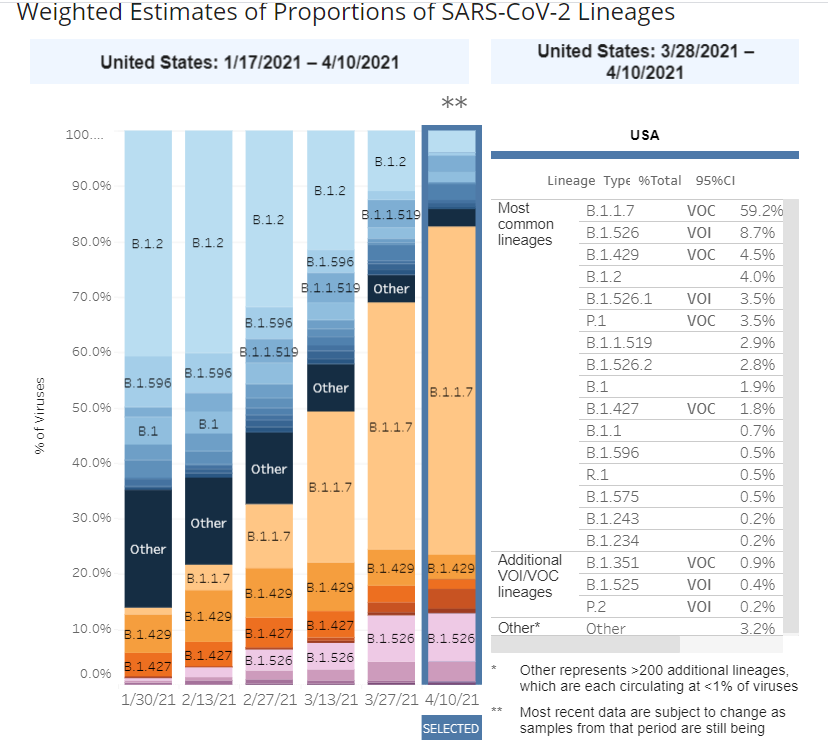 Weighted Estimates of Proportions of SARS-CoV-2 Lineages
United States: 1/17/2021 – 4/10/2021
**
100....
90.0%
80.0%
70.0%
60.0%
50.0%
40.0%
30.0%
20.0%
10.0%
0.0%
% of Viruses
B.1.2
B.1.596
B.1
Other
B.1.429
B.1.427
1/30/21
B.1.2
B.1.596
B.1
Other
B.1.1.7
B.1.429
B.1.427
2/13/21
B.1.2
B.1.596
B.1.1.519
Other
B.1.1.7
B.1.429
B.1.427
B.1.526
2/27/21
B.1.2
B.1.596
B.1.1.519
Other
B.1.1.7
B.1.429
B.1.427
B.1.526
3/13/21
B.1.2
B.1.1.519
Other
B.1.1.7
B.1.429
B.1.526
3/27/21
B.1.1.7
B.1.429
B.1.526
4/10/21
SELECTED
United States: 3/28/2021 –
4/10/2021
USA
Lineage Type %Total 95%CI
Most common lineages
B.1.1.7 VOC 59.2%
B.1.526 VOI 8.7%
B.1.429 VOC 4.5%
B.1.2 4.0%
B.1.526.1 VOI 3.5%
P.1 VOC 3.5%
B.1.1.519 2.9%
B.1.526.2 2.8%
B.1 1.9%
B.1.427 VOC 1.8%
B.1.1 0.7%
B.1.596 0.5%
R.1 0.5%
B.1.575 0.5%
B.1.243 0.2%
B.1.234 0.2%
Additional VOI/VOC lineages
B.1.351 VOC 0.9%
B.1.525 VOI 0.4%
P.2 VOI 0.2%
Other* Other 3.2%
* Other represents >200 additional lineages,
which are each circulating at <1% of viruses
** Most recent data are subject to change as
samples from that period are still being